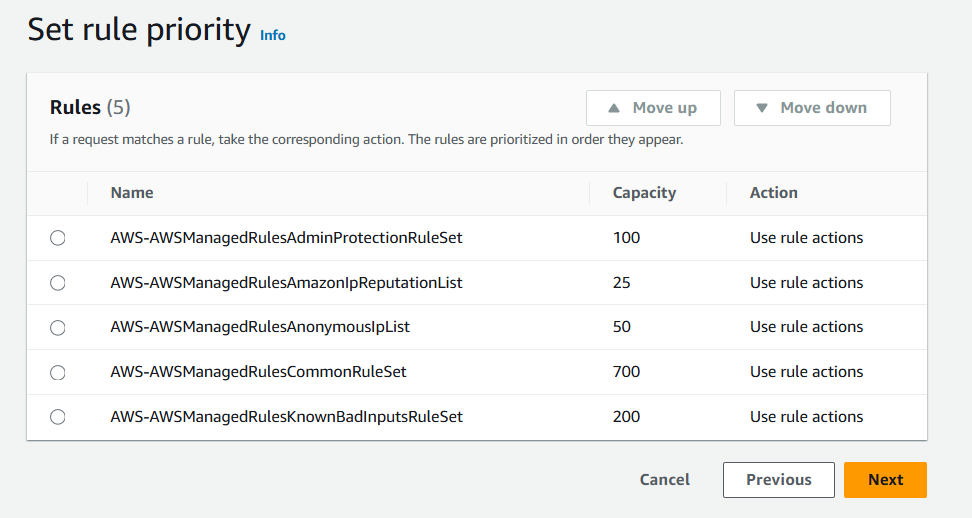 Set rule priority Info
Rules (5)
▲ Move up
▼ Move down
If a request matches a rule, take the corresponding action. The rules are prioritized in order they appear.
Name Capacity Action
AWS-AWSManagedRulesAdminProtectionRuleSet 100 Use rule actions
AWS-AWSManagedRulesAmazonIpReputationList 25 Use rule actions
AWS-AWSManagedRulesAnonymousIpList 50 Use rule actions
AWS-AWSManagedRulesCommonRuleSet 700 Use rule actions
AWS-AWSManagedRulesKnownBadInputsRuleSet 200 Use rule actions
Cancel Previous Next